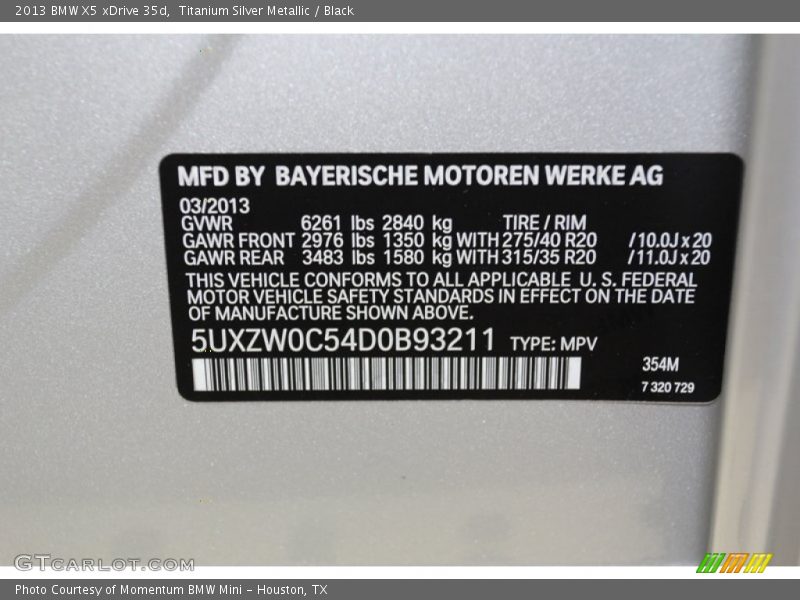 2013 BMW X5 xDrive 35d,  Titanium Silver Metallic / Black
MFD BY BAYERISCHE MOTOREN WERKE AG
03/2013
GVWR 6261 lbs 2840 kg TIRE / RIM
GAWR FRONT 2976 lbs 1350 kg WITH 275/40 R20 /10.0J x 20
GAWR REAR 3483 lbs 1580 kg WITH 315/35 R20 /11.0J x 20
THIS VEHICLE CONFORMS TO ALL APPLICABLE U. S. FEDERAL
MOTOR VEHICLE SAFETY STANDARDS IN EFFECT ON THE DATE
OF MANUFACTURE SHOWN ABOVE.
5UXZW0C54D0B93211 TYPE: MPV
354M
7 320 729
GTCARLOT.COM
Photo Courtesy of Momentum BMW Mini - Houston, TX